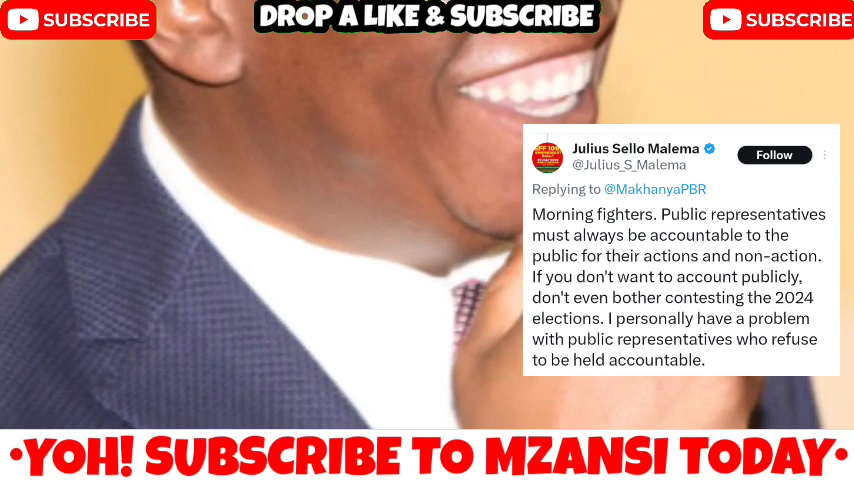 SUBSCRIBE
DROP A LIKE & SUBSCRIBE
SUBSCRIBE
Julius Sello Malema
@Julius_S_Malema
Follow
Replying to @MakhanyaPBR
Morning fighters. Public representatives
must always be accountable to the
public for their actions and non-action.
If you don't want to account publicly,
don't even bother contesting the 2024
elections. I personally have a problem
with public representatives who refuse
to be held accountable.
•YOH! SUBSCRIBE TO MZANSI TODAY•